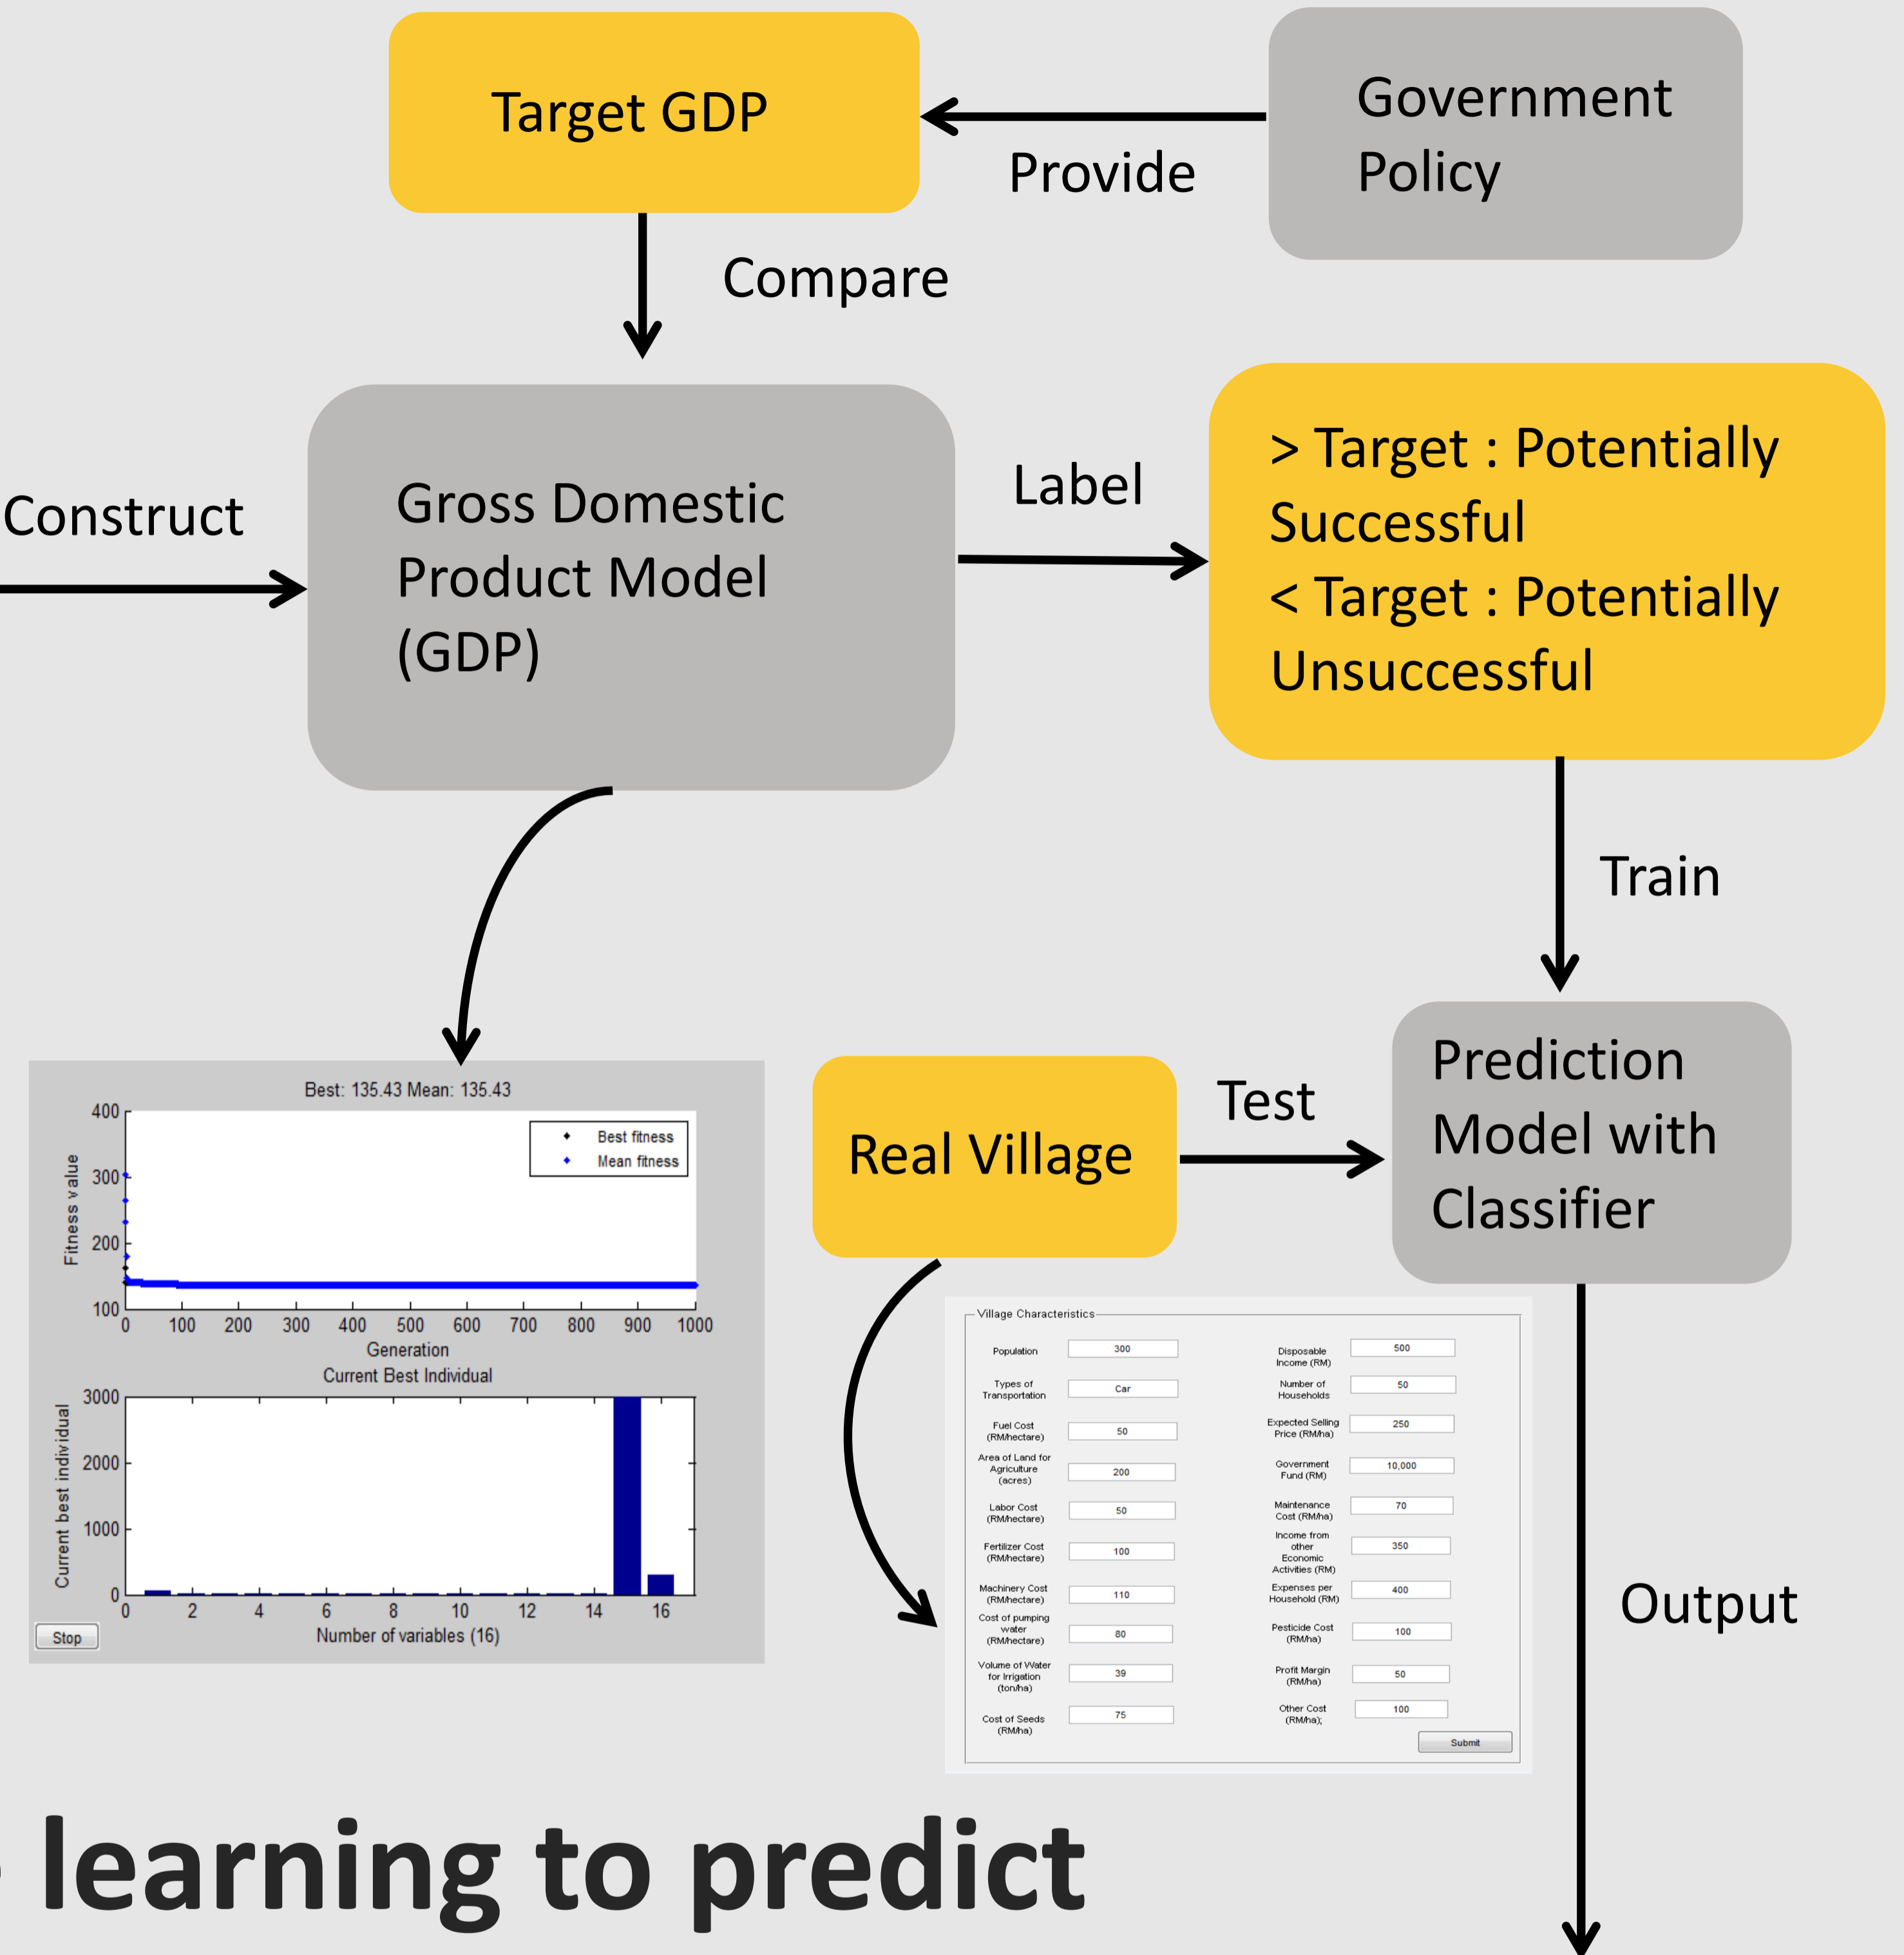 Target GDP
Government
Policy
Provide
Compare
Construct
Gross Domestic
Product Model
(GDP)
Label
> Target : Potentially
Successful
< Target : Potentially
Unsuccessful
Train
Best: 135.43 Mean: 135.43
400
300
200
100
Fitness value
Best fitness
Mean fitness
0 100 200 300 400 500 600 700 800 900 1000
Generation
Current Best Individual
3000
2000
1000
0
Current best individual
0 2 4 6 8 10 12 14 16
Number of variables (16)
Stop
Real Village
Test
Prediction
Model with
Classifier
Village Characteristics
Population 300
Types of
Transportation
Car
Fuel Cost
(RM/hectare)
50
Area of Land for
Agriculture
(acres)
200
Labor Cost
(RM/hectare)
50
Fertilizer Cost
(RM/hectare)
100
Machinery Cost
(RM/hectare)
110
Cost of pumping
water
(RM/hectare)
80
Volume of Water
for Irrigation
(ton/ha)
39
Cost of Seeds
(RM/ha)
75
Disposable
Income (RM)
500
Number of
Households
50
Expected Selling
Price (RM/ha)
250
Government
Fund (RM)
10,000
Maintenance
Cost (RM/ha)
70
Income from
other
Economic
Activities (RM)
350
Expenses per
Household (RM)
400
Pesticide Cost
(RM/ha)
100
Profit Margin
(RM/ha)
50
Other Cost
(RM/ha);
100
Submit
Output
learning to predict